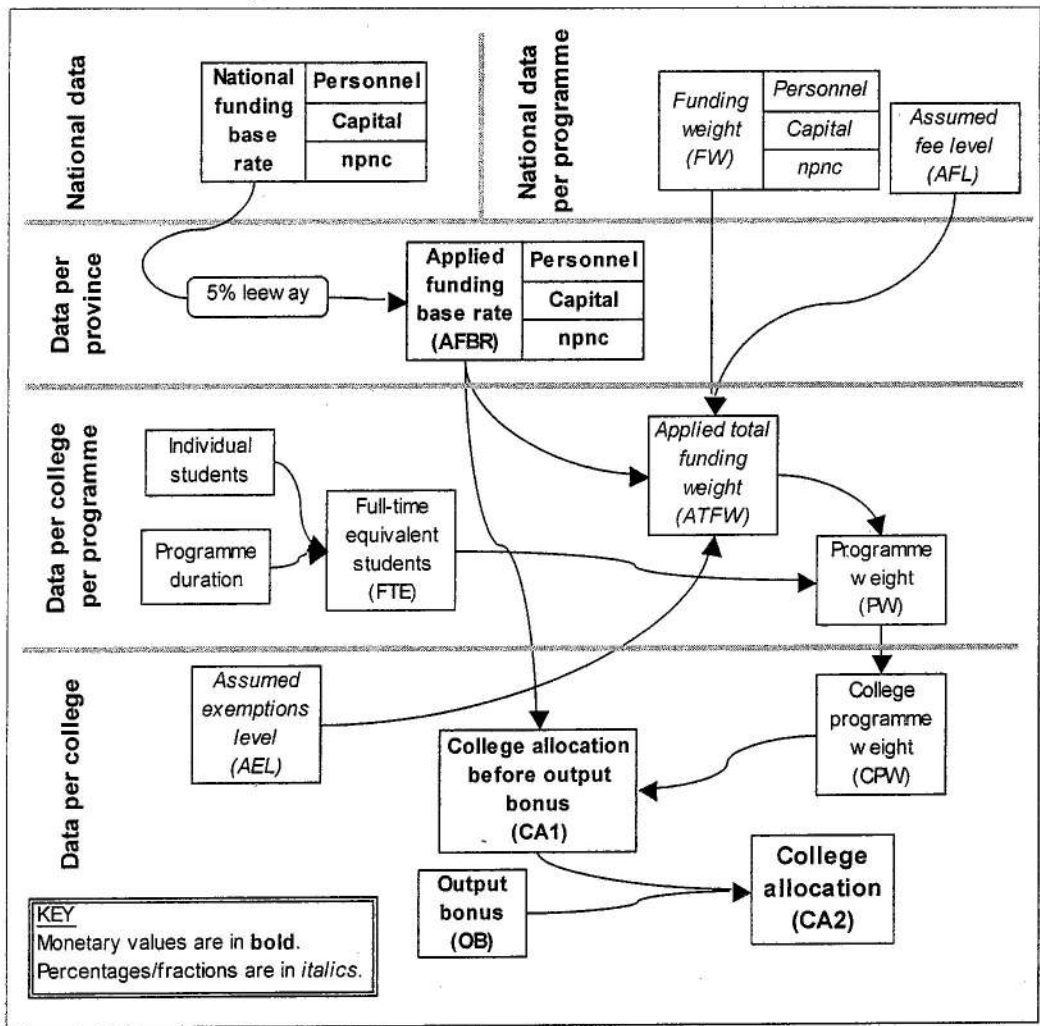 National data
National
funding
base
rate
Personnel
Capital
npnc
National data
per programme
Funding
weight
(FW)
Personnel
Capital
npnc
Assumed
fee level
(AFL)
Data per
province
5% leeway
Applied
funding
base rate
(AFBR)
Personnel
Capital
npnc
Data per college
per programme
Individual
students
Programme
duration
Full-time
equivalent
students
(FTE)
Applied total
funding
weight
(ATFW)
Programme
weight
(PW)
Data per college
Assumed
exemptions
level
(AEL)
College allocation
before output
bonus
(CA1)
College
programme
weight
(CPW)
Output
bonus
(OB)
College
allocation
(CA2)
KEY
Monetary values are in bold.
Percentages/fractions are in italics.